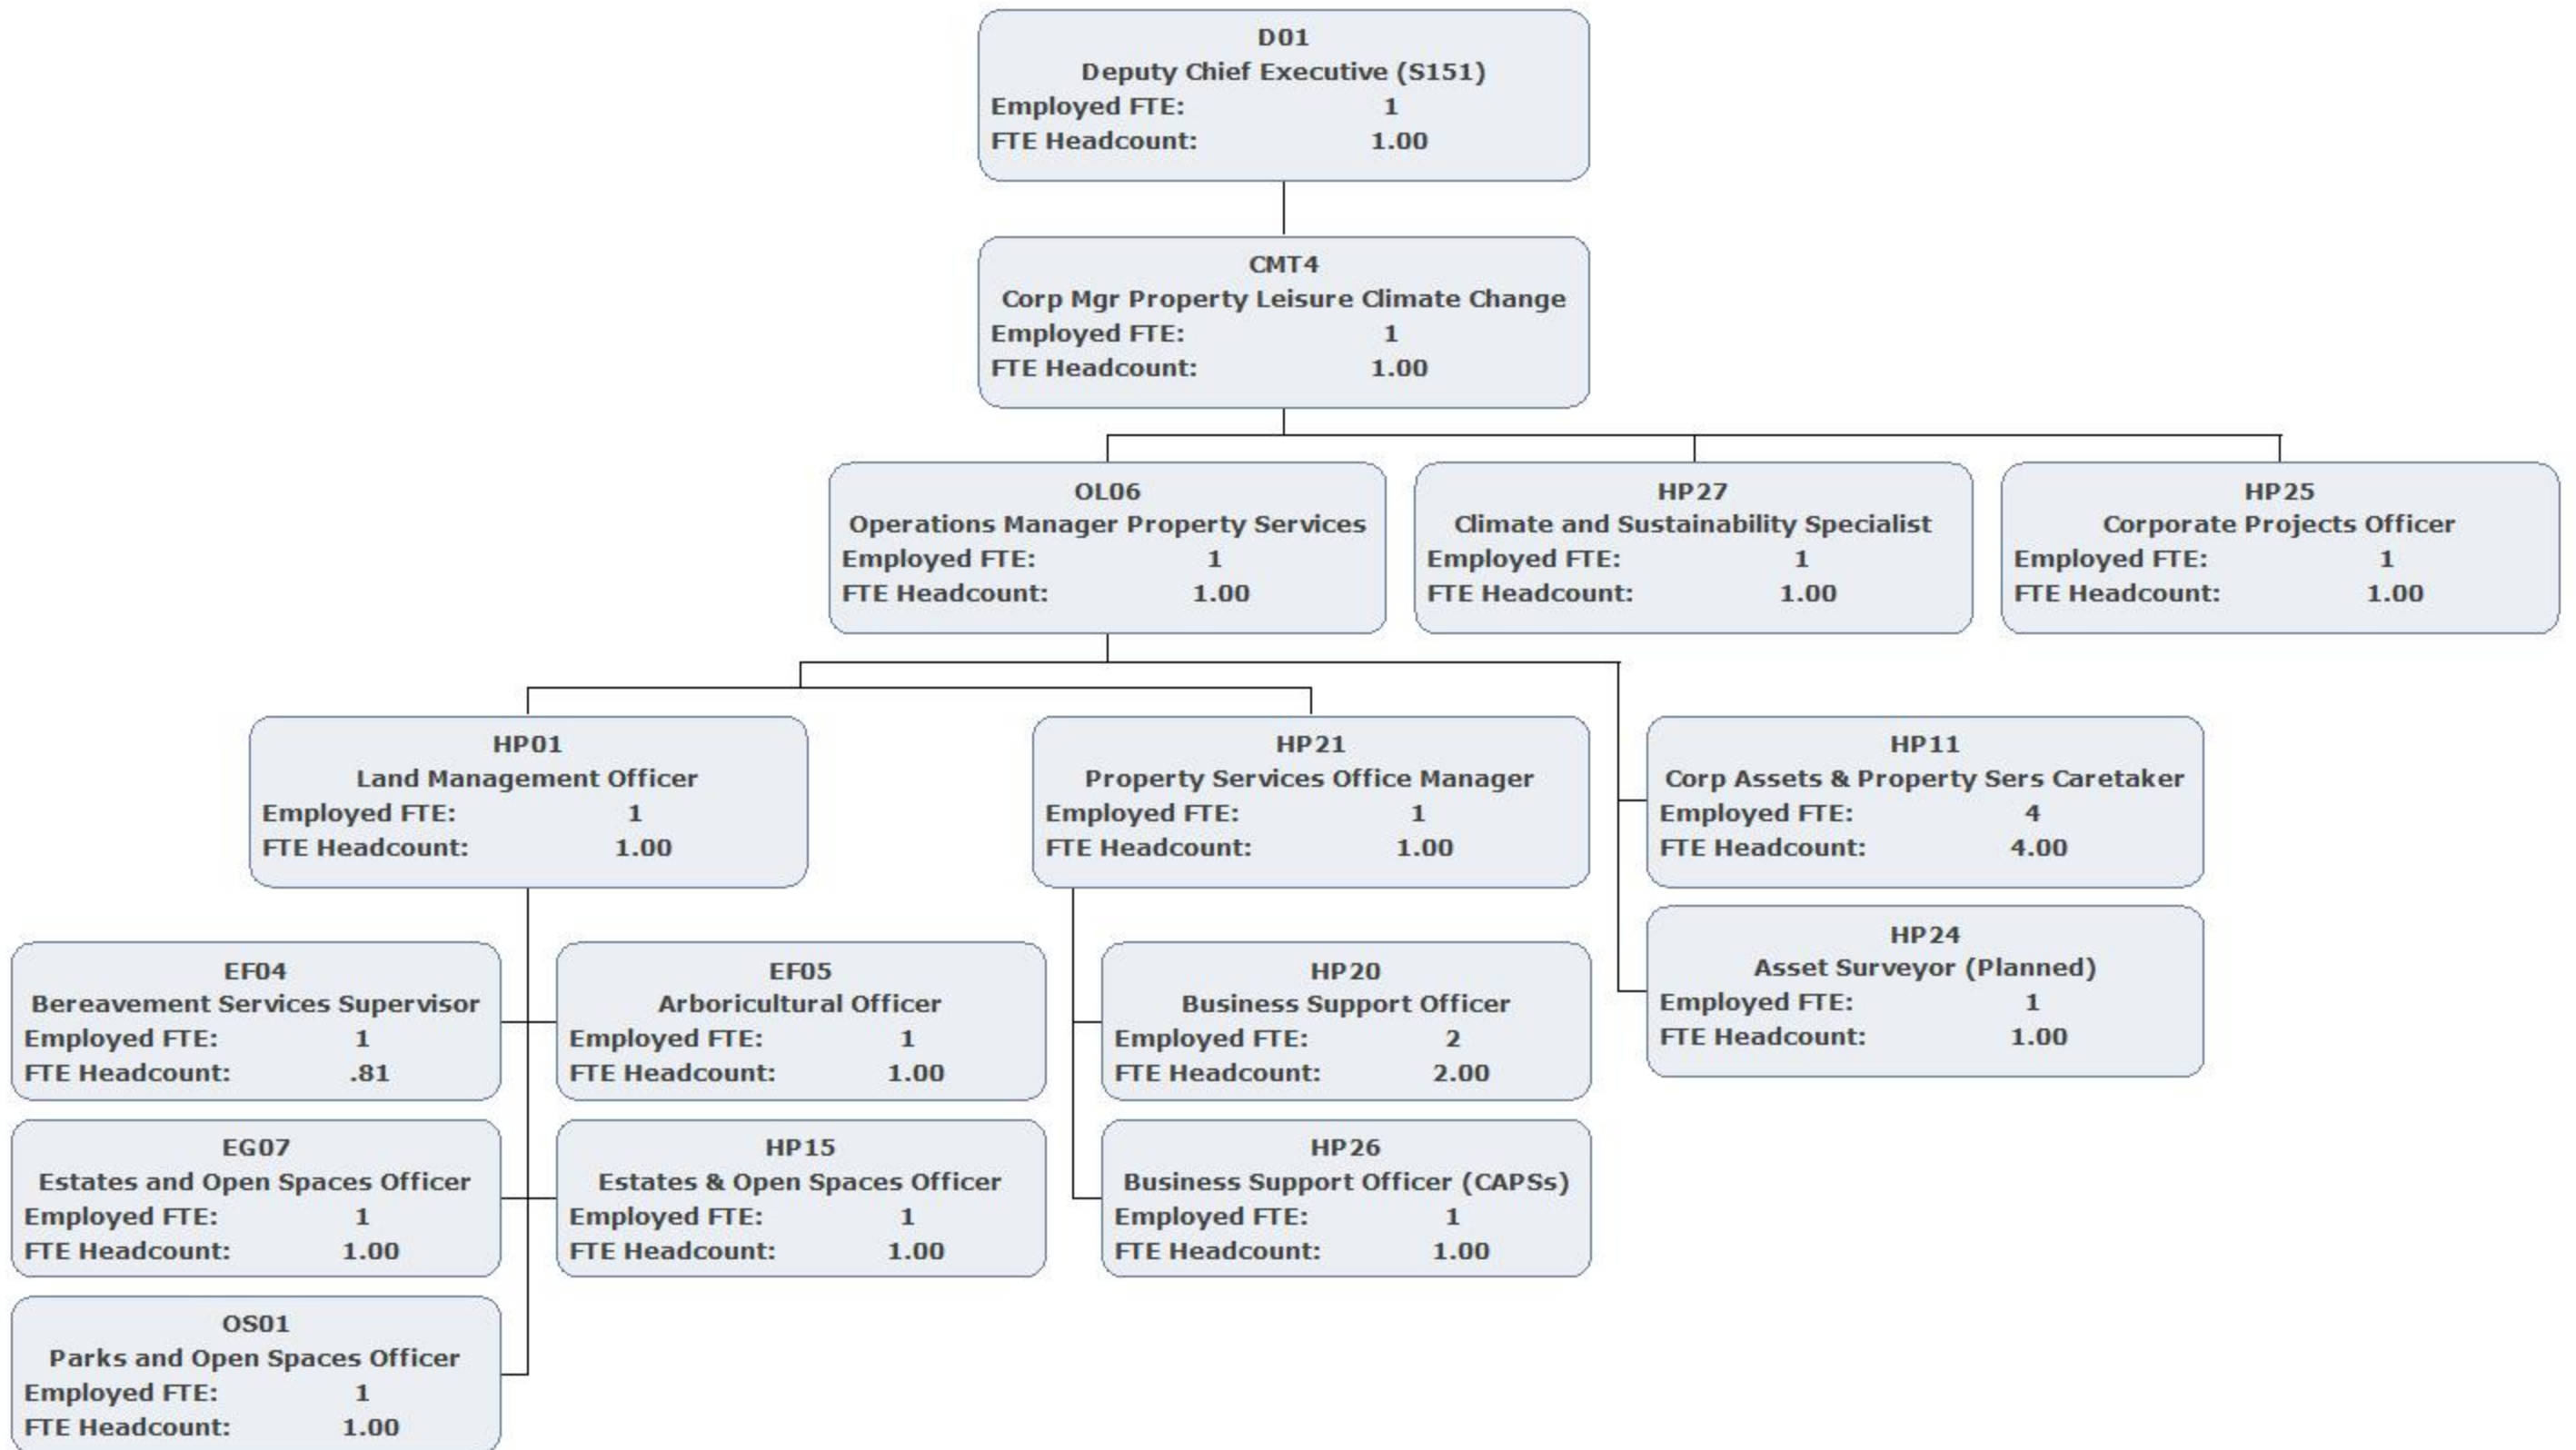 D01
Deputy Chief Executive (S151)
Employed FTE: 1
FTE Headcount: 1.00
CMT4
Corp Mgr Property Leisure Climate Change
Employed FTE: 1
FTE Headcount: 1.00
OL06
Operations Manager Property Services
Employed FTE: 1
FTE Headcount: 1.00
HP27
Climate and Sustainability Specialist
Employed FTE: 1
FTE Headcount: 1.00
HP25
Corporate Projects Officer
Employed FTE: 1
FTE Headcount: 1.00
HP01
Land Management Officer
Employed FTE: 1
FTE Headcount: 1.00
HP21
Property Services Office Manager
Employed FTE: 1
FTE Headcount: 1.00
HP11
Corp Assets & Property Sers Caretaker
Employed FTE: 4
FTE Headcount: 4.00
HP24
Asset Surveyor (Planned)
Employed FTE: 1
FTE Headcount: 1.00
EF04
Bereavement Services Supervisor
Employed FTE: 1
FTE Headcount: .81
EF05
Arboricultural Officer
Employed FTE: 1
FTE Headcount: 1.00
HP20
Business Support Officer
Employed FTE: 2
FTE Headcount: 2.00
EG07
Estates and Open Spaces Officer
Employed FTE: 1
FTE Headcount: 1.00
HP15
Estates & Open Spaces Officer
Employed FTE: 1
FTE Headcount: 1.00
HP26
Business Support Officer (CAPSs)
Employed FTE: 1
FTE Headcount: 1.00
OS01
Parks and Open Spaces Officer
Employed FTE: 1
FTE Headcount: 1.00